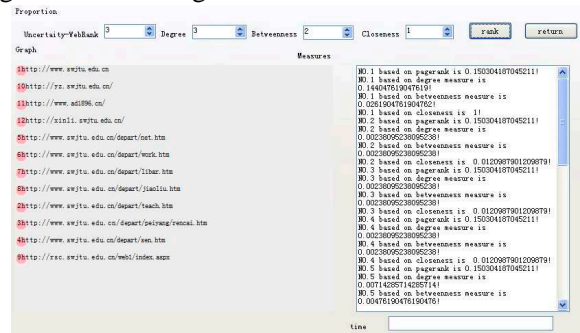 Proportion
Uncertaity-WebRank 3 Degree 3 Betweenness 2 Closeness 1 rank return
Graph
Measures
1http://www.swjtu.edu.cn
10http://yz.swjtu.edu.cn/
11http://www.ad1896.cn/
12http://xinli.swjtu.edu.cn/
5http://www.swjtu.edu.cn/depart/net.htm
6http://www.swjtu.edu.cn/depart/work.htm
7http://www.swjtu.edu.cn/depart/libar.htm
8http://www.swjtu.edu.cn/depart/jiaoliu.htm
2http://www.swjtu.edu.cn/depart/teach.htm
3http://www.swjtu.edu.cn/depart/peiyang/rencai.htm
4http://www.swjtu.edu.cn/depart/sen.htm
9http://rsc.swjtu.edu.cn/web1/index.aspx
NO.1 based on pagerank is 0.150304187045211!
NO.1 based on degree measure is
0.144047619047619!
NO.1 based on betweenness measure is
0.0261904761904762!
NO.1 based on closeness is 1!
NO.2 based on pagerank is 0.150304187045211!
NO.2 based on degree measure is
0.00238095238095238!
NO.2 based on betweenness measure is
0.00238095238095238!
NO.2 based on closeness is 0.0120987901209879!
NO.3 based on pagerank is 0.150304187045211!
NO.3 based on degree measure is
0.00238095238095238!
NO.3 based on betweenness measure is
0.00238095238095238!
NO.3 based on closeness is 0.0120987901209879!
NO.4 based on pagerank is 0.150304187045211!
NO.4 based on degree measure is
0.00238095238095238!
NO.4 based on betweenness measure is
0.00238095238095238!
NO.4 based on closeness is 0.0120987901209879!
NO.5 based on pagerank is 0.150304187045211!
NO.5 based on degree measure is
0.00714285714285714!
NO.5 based on betweenness measure is
0.00476190476190476!
time